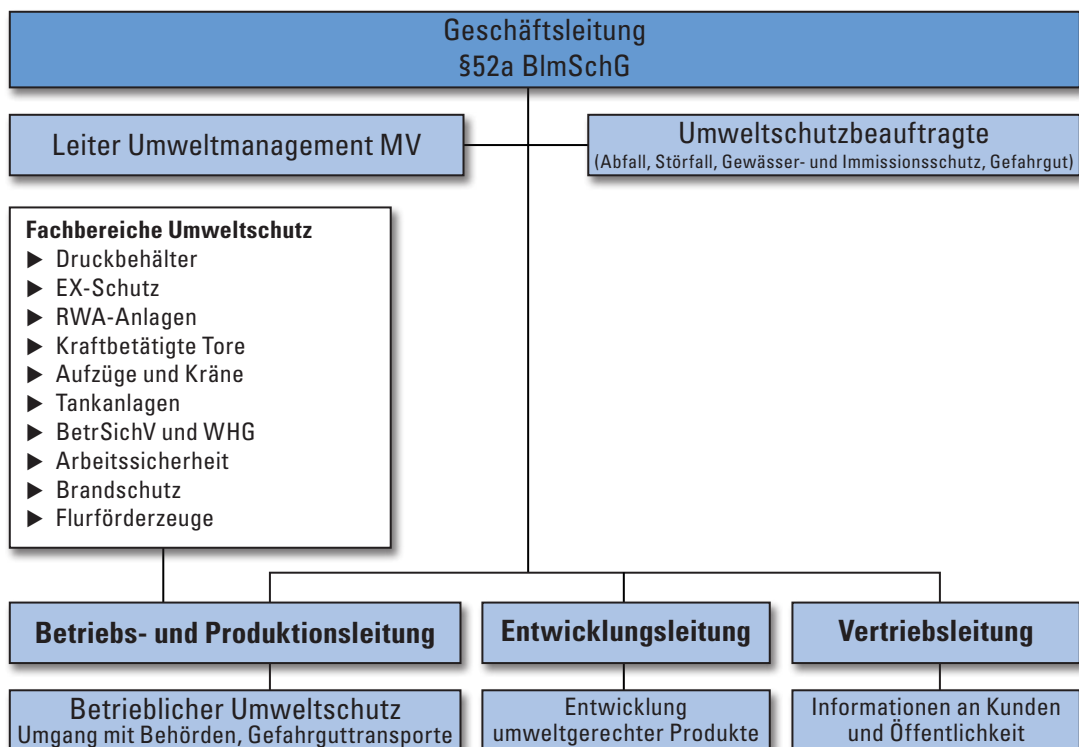 Geschäftsleitung
§52a BImSchG
Leiter Umweltmanagement MV
Umweltschutzbeauftragte
(Abfall, Störfall, Gewässer- und Immissionsschutz, Gefahrgut)
Fachbereiche Umweltschutz
▶ Druckbehälter
▶ EX-Schutz
▶ RWA-Anlagen
▶ Kraftbetätigte Tore
▶ Aufzüge und Kräne
▶ Tankanlagen
▶ BetrSichV und WHG
▶ Arbeitssicherheit
▶ Brandschutz
▶ Flurförderzeuge
Betriebs- und Produktionsleitung
Betrieblicher Umweltschutz
Umgang mit Behörden, Gefahrguttransporte
Entwicklungsleitung
Entwicklung
umweltgerechter Produkte
Vertriebsleitung
Informationen an Kunden
und Öffentlichkeit